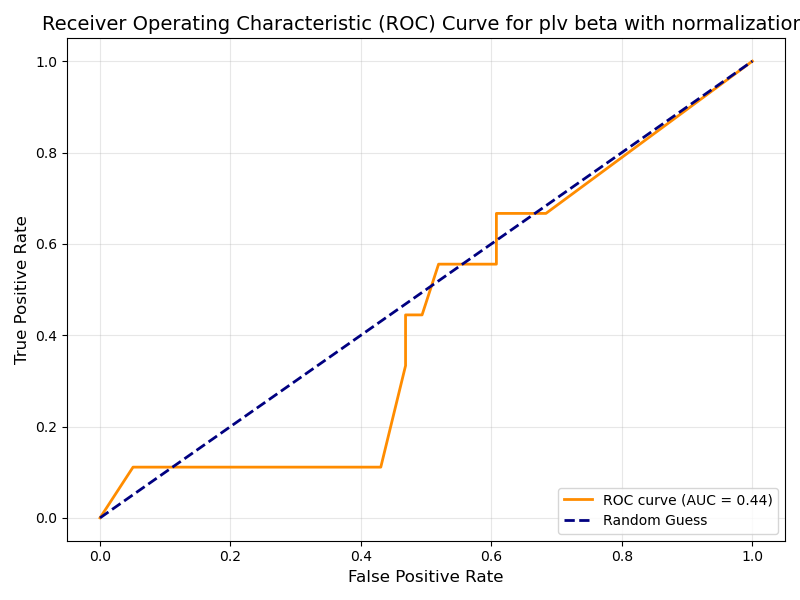 Receiver Operating Characteristic (ROC) Curve for plv beta with normalization
1.0
0.8
0.6
0.4
0.2
0.0
True Positive Rate
ROC curve (AUC = 0.44)
Random Guess
0.0 0.2 0.4 0.6 0.8 1.0
False Positive Rate